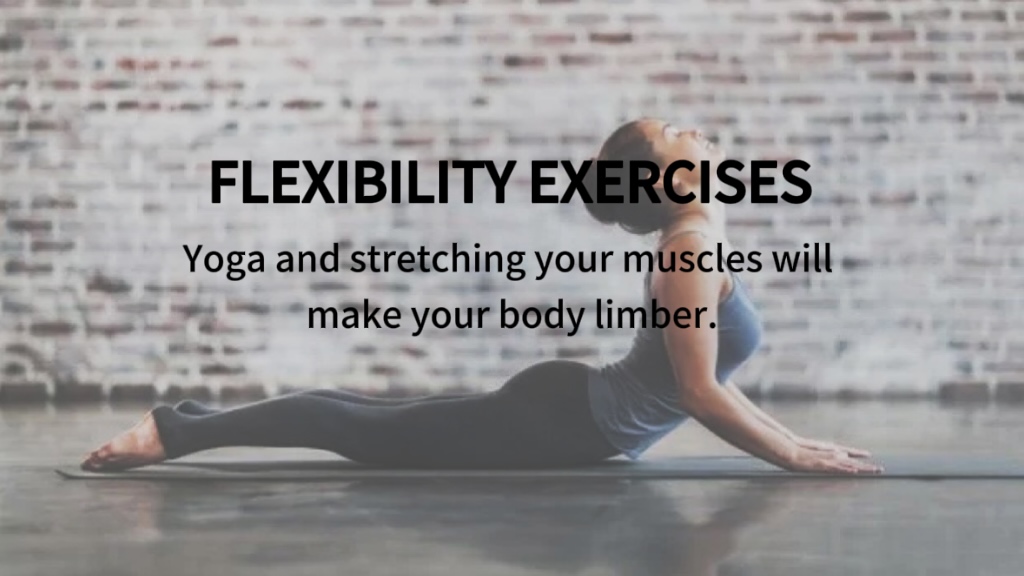 FLEXIBILITY EXERCISES
Yoga and stretching your muscles will
make your body limber.